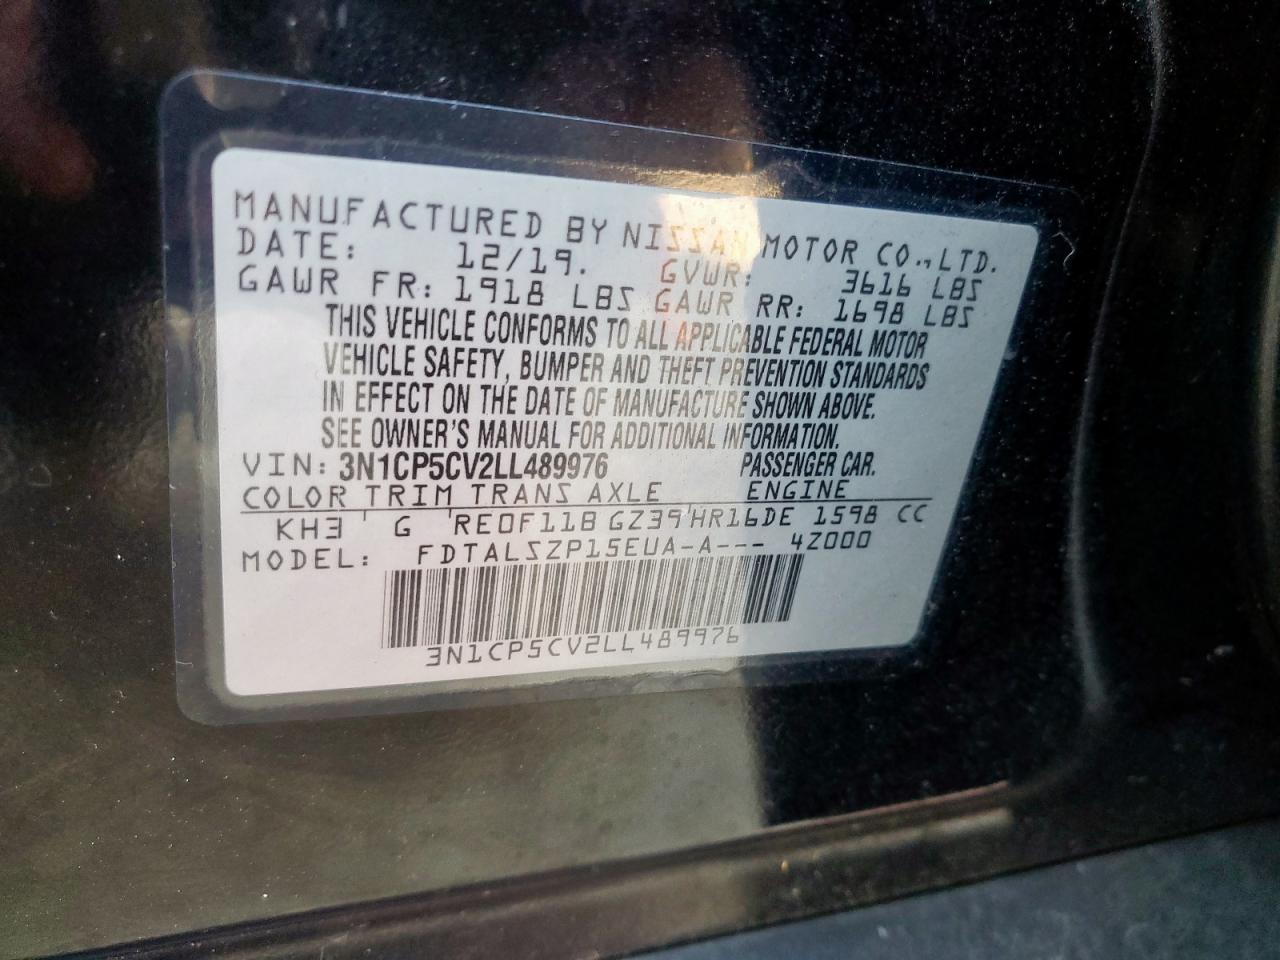 MANUFACTURED BY NISSAN MOTOR CO.,LTD.
DATE: 12/19. GVWR: 3616 LBS
GAWR FR: 1918 LBS GAWR RR: 1698 LBS
THIS VEHICLE CONFORMS TO ALL APPLICABLE FEDERAL MOTOR
VEHICLE SAFETY, BUMPER AND THEFT PREVENTION STANDARDS
IN EFFECT ON THE DATE OF MANUFACTURE SHOWN ABOVE.
SEE OWNER'S MANUAL FOR ADDITIONAL INFORMATION.
VIN: 3N1CP5CV2LL489976 PASSENGER CAR.
COLOR TRIM TRANS AXLE ENGINE
KH3 ' G ' RE0F11B GZ39'HR16DE 1598 CC
MODEL: FDTALSZP15EUA-A--- 4Z000
3N1CP5CV2LL489976